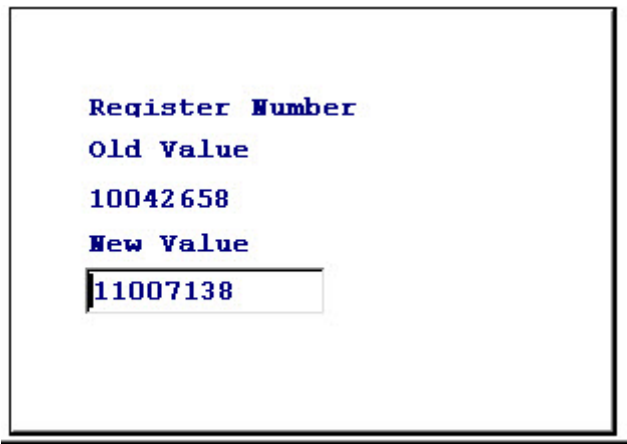 Register Number
Old Value
10042658
New Value
11007138